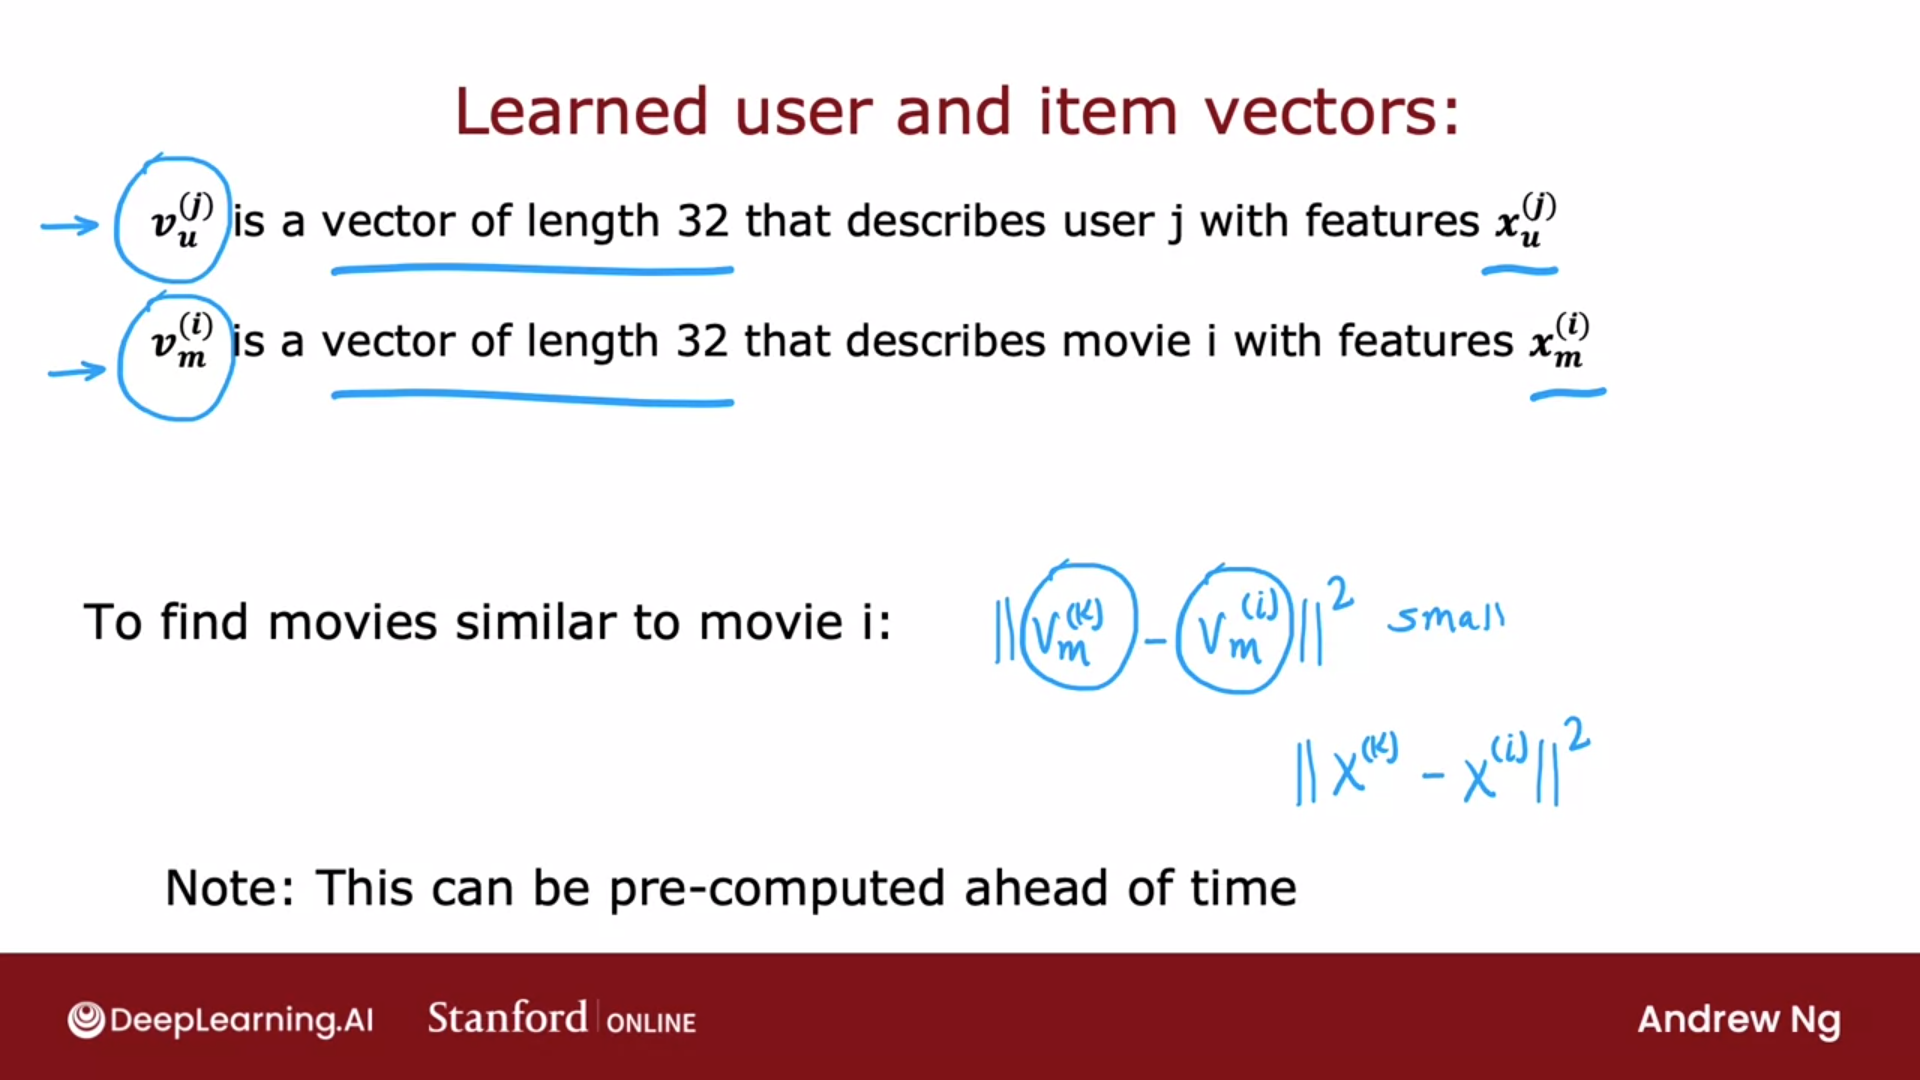 Learned user and item vectors:
→ v_u^(j) is a vector of length 32 that describes user j with features x_u^(j)
→ v_m^(i) is a vector of length 32 that describes movie i with features x_m^(i)
To find movies similar to movie i: ||v_m^(k) - v_m^(i)||^2 small
||x^(k) - x^(i)||^2
Note: This can be pre-computed ahead of time
DeepLearning.AI Stanford | ONLINE Andrew Ng